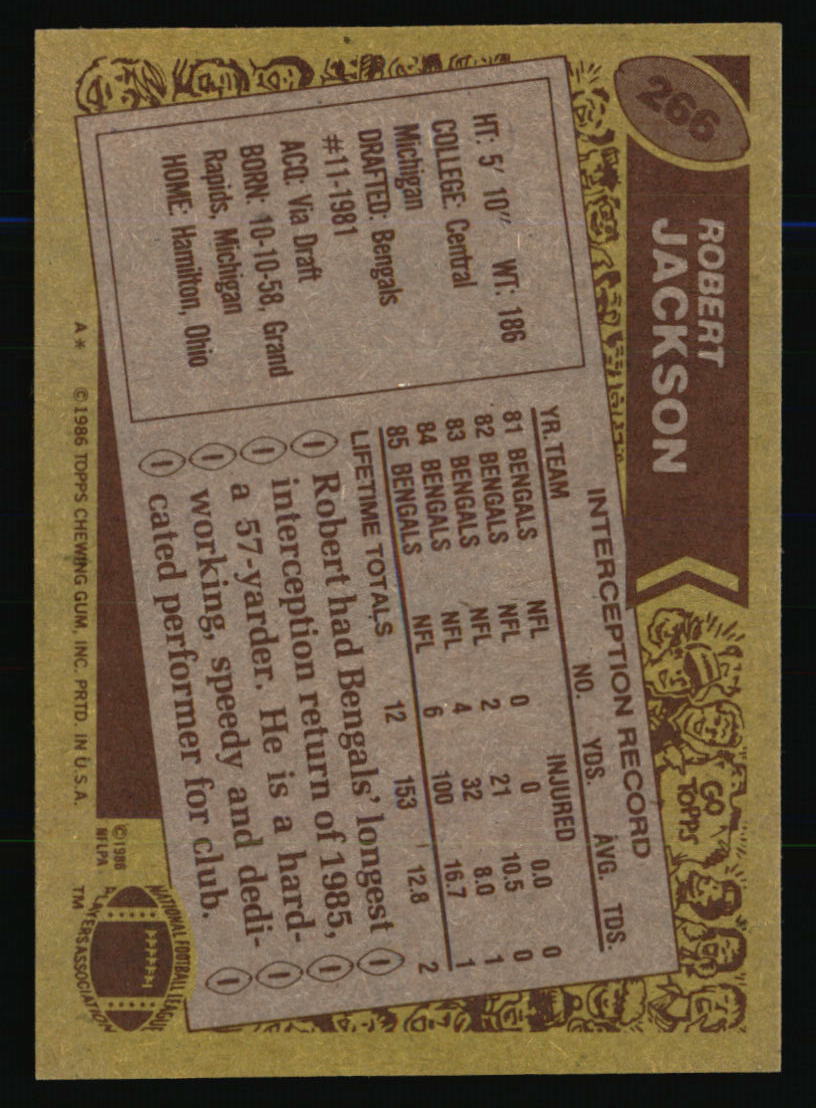 266
ROBERT
JACKSON
GO
TOPPS
HT: 5' 10" WT: 186
COLLEGE: Central
Michigan
DRAFTED: Bengals
#11-1981
ACQ: Via Draft
BORN: 10-10-58, Grand
Rapids, Michigan
HOME: Hamilton, Ohio
INTERCEPTION RECORD
YR. TEAM NO. YDS. AVG. TDS.
81 BENGALS NFL INJURED
82 BENGALS NFL 0 0 0.0 0
83 BENGALS NFL 2 21 10.5 0
84 BENGALS NFL 4 32 8.0 1
85 BENGALS NFL 6 100 16.7 1
LIFETIME TOTALS 12 153 12.8 2
Robert had Bengals' longest
interception return of 1985,
a 57-yarder. He is a hard-
working, speedy and dedi-
cated performer for club.
A* ©1986 TOPPS CHEWING GUM, INC. PRTD. IN U.S.A.
©1986
NFLPA
NATIONAL FOOTBALL LEAGUE
PLAYERS ASSOCIATION
TM